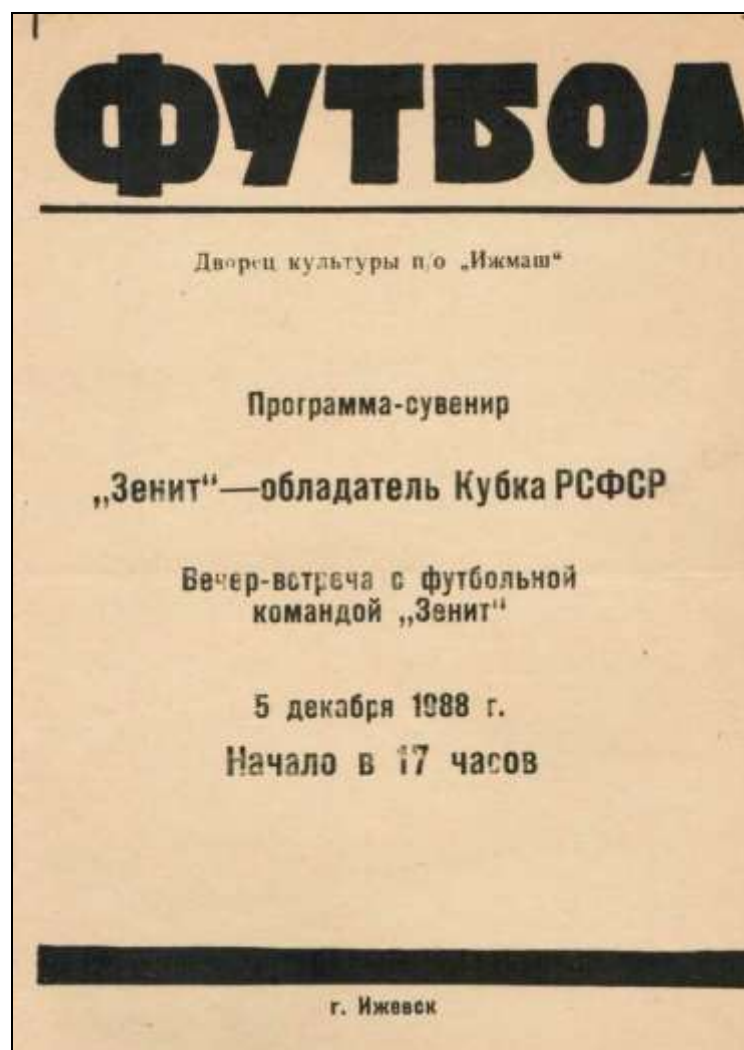 ФУТБОЛ
Дворец культуры п/о „Ижмаш“
Программа-сувенир
„Зенит“—обладатель Кубка РСФСР
Вечер-встреча с футбольной
командой „Зенит“
5 декабря 1988 г.
Начало в 17 часов
г. Ижевск